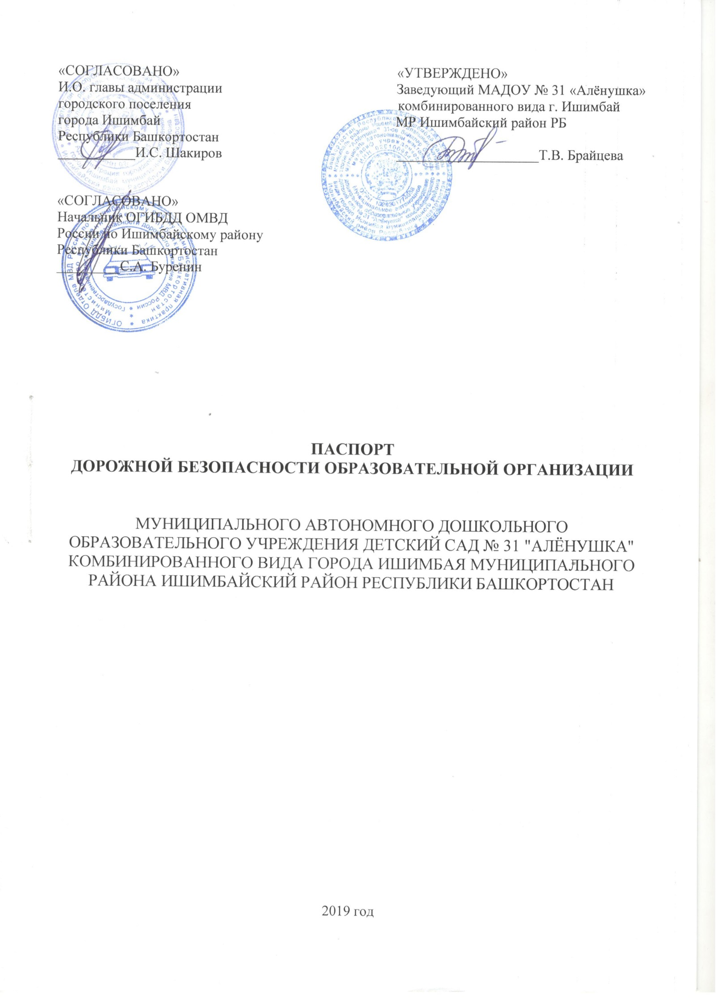 «СОГЛАСОВАНО»
И.О. главы администрации
городского поселения
города Ишимбай
Республики Башкортостан
___________И.С. Шакиров
«УТВЕРЖДЕНО»
Заведующий МАДОУ № 31 «Алёнушка»
комбинированного вида г. Ишимбай
МР Ишимбайский район РБ
____________________Т.В. Брайцева
«СОГЛАСОВАНО»
Начальник ОГИБДД ОМВД
России по Ишимбайскому району
Республики Башкортостан
_________С.А. Буренин
ПАСПОРТ
ДОРОЖНОЙ БЕЗОПАСНОСТИ ОБРАЗОВАТЕЛЬНОЙ ОРГАНИЗАЦИИ
МУНИЦИПАЛЬНОГО АВТОНОМНОГО ДОШКОЛЬНОГО
ОБРАЗОВАТЕЛЬНОГО УЧРЕЖДЕНИЯ ДЕТСКИЙ САД № 31 "АЛЁНУШКА"
КОМБИНИРОВАННОГО ВИДА ГОРОДА ИШИМБАЯ МУНИЦИПАЛЬНОГО
РАЙОНА ИШИМБАЙСКИЙ РАЙОН РЕСПУБЛИКИ БАШКОРТОСТАН
2019 год